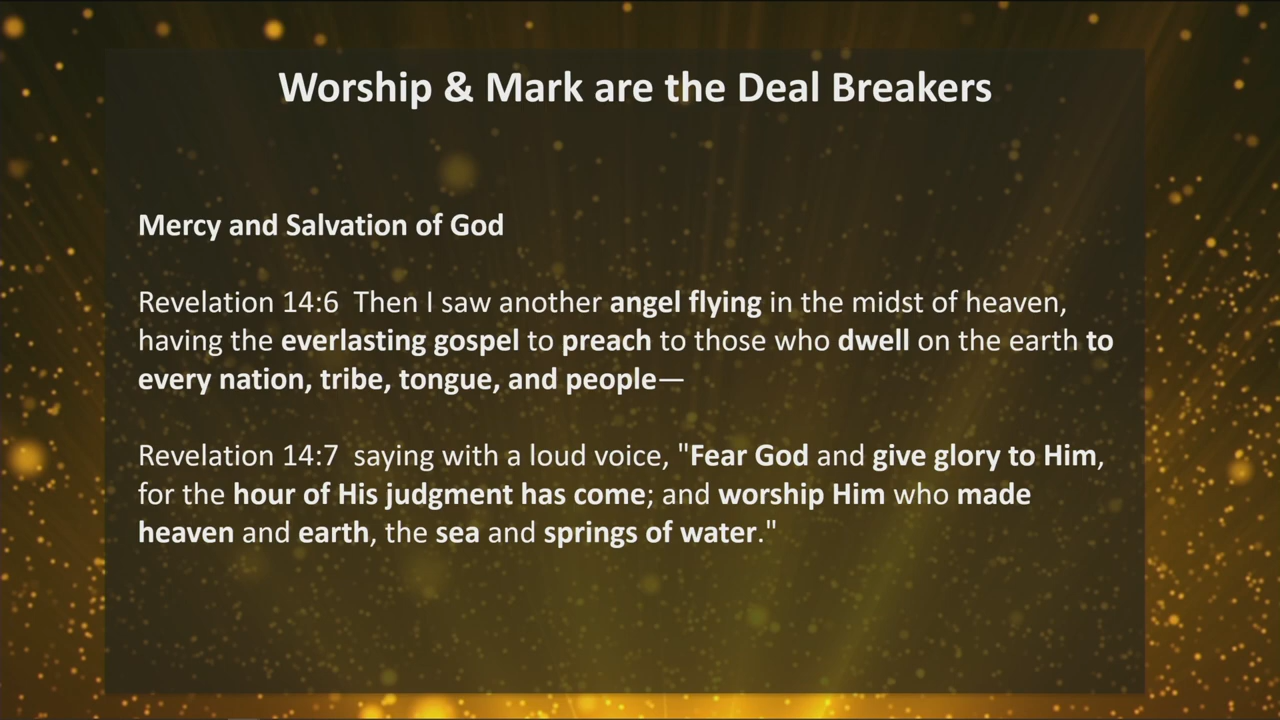 Worship & Mark are the Deal Breakers
Mercy and Salvation of God
Revelation 14:6  Then I saw another angel flying in the midst of heaven,
having the everlasting gospel to preach to those who dwell on the earth to
every nation, tribe, tongue, and people—
Revelation 14:7  saying with a loud voice, "Fear God and give glory to Him,
for the hour of His judgment has come; and worship Him who made
heaven and earth, the sea and springs of water."